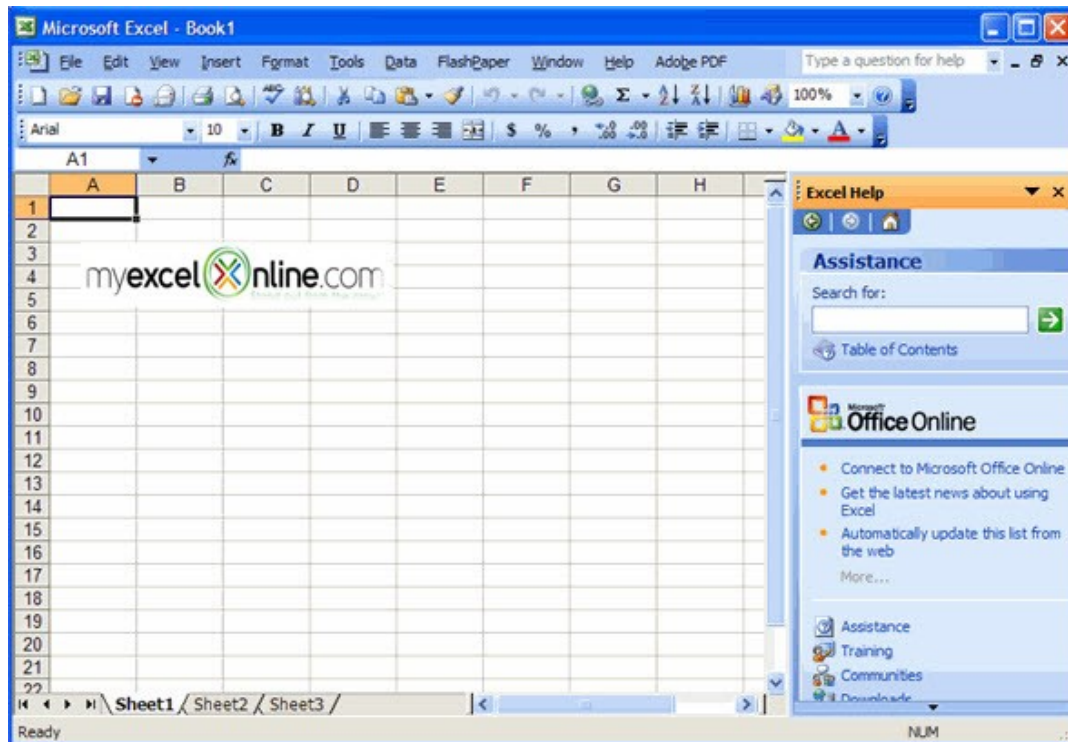 Microsoft Excel - Book1
File Edit View Insert Format Tools Data FlashPaper Window Help Adobe PDF Type a question for help
100%
Arial 10 B I U $ % ,
A1 fx
A B C D E F G H
1
2
3
4
5
6
7
8
9
10
11
12
13
14
15
16
17
18
19
20
21
22
myexcelOnline.com
Excel Help
Assistance
Search for:
Table of Contents
Microsoft
Office Online
Connect to Microsoft Office Online
Get the latest news about using
Excel
Automatically update this list from
the web
More...
Assistance
Training
Communities
Downloads
Sheet1 / Sheet2 / Sheet3 /
Ready NUM